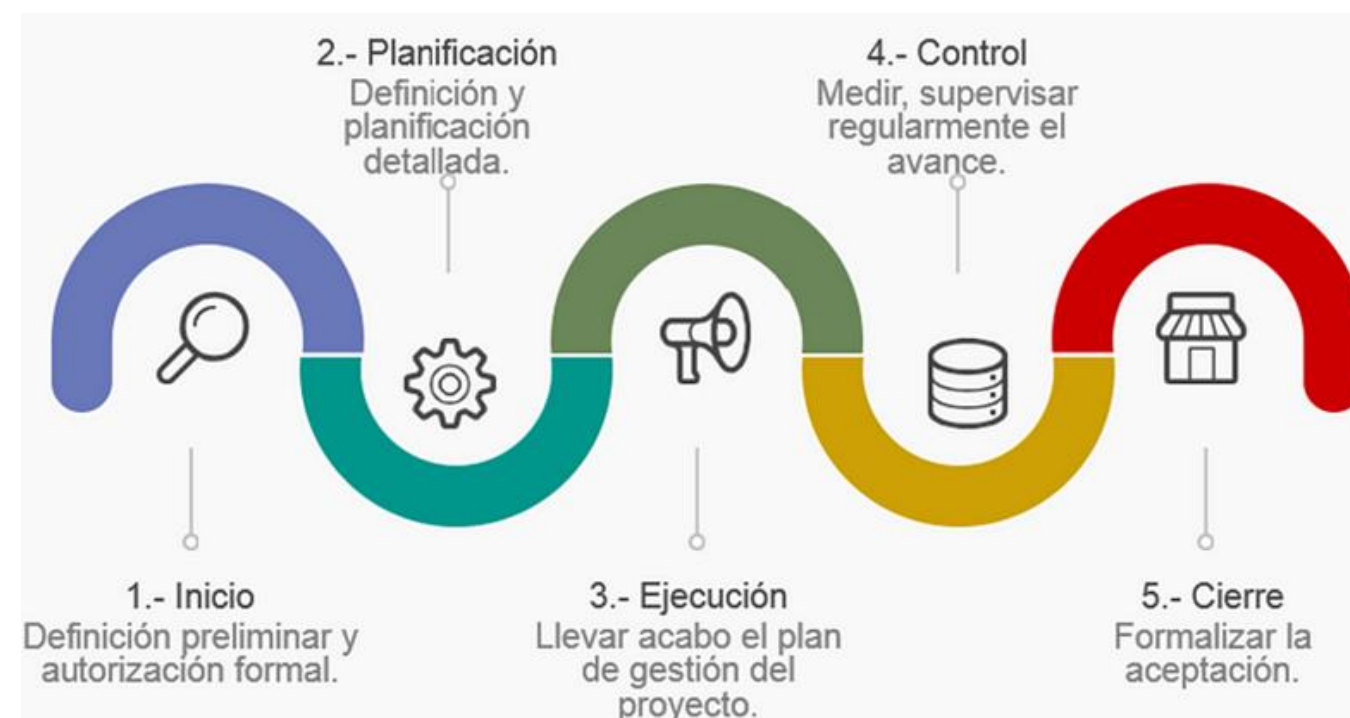 2.- Planificación
Definición y
planificación
detallada.
4.- Control
Medir, supervisar
regularmente el
avance.
1.- Inicio
Definición preliminar y
autorización formal.
3.- Ejecución
Llevar acabo el plan
de gestión del
proyecto.
5.- Cierre
Formalizar la
aceptación.